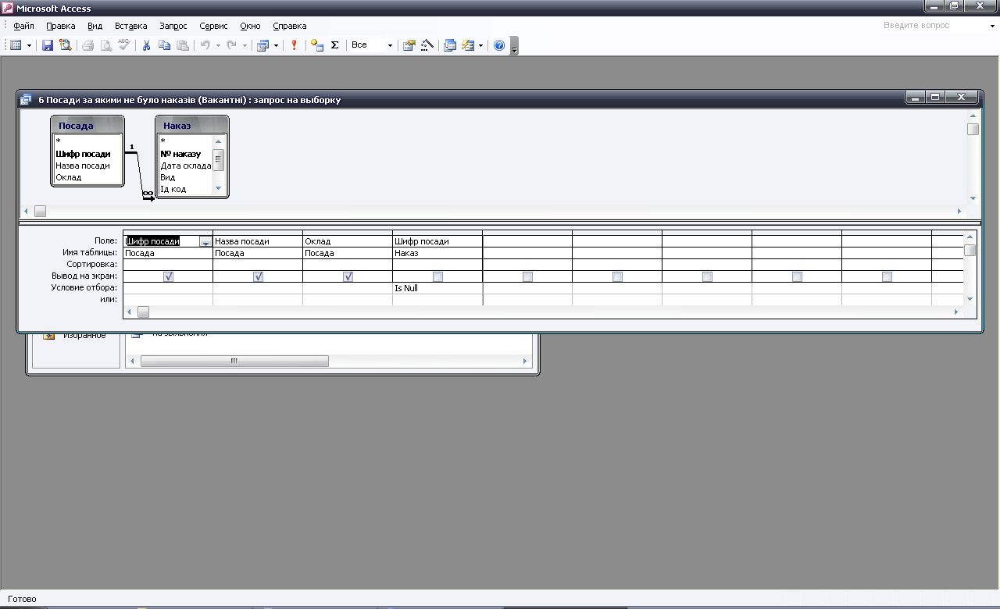 Microsoft Access
Файл Правка Вид Вставка Запрос Сервис Окно Справка Введите вопрос
Все
6 Посади за якими не було наказів (Вакантні) : запрос на выборку
Посада Наказ
* *
Шифр посади № наказу
Назва посади Дата склада
Оклад Вид
Ід код
1 ∞
Поле: Шифр посади Назва посади Оклад Шифр посади
Имя таблицы: Посада Посада Посада Наказ
Сортировка:
Вывод на экран:
Условие отбора: Is Null
или:
Избранное
Готово